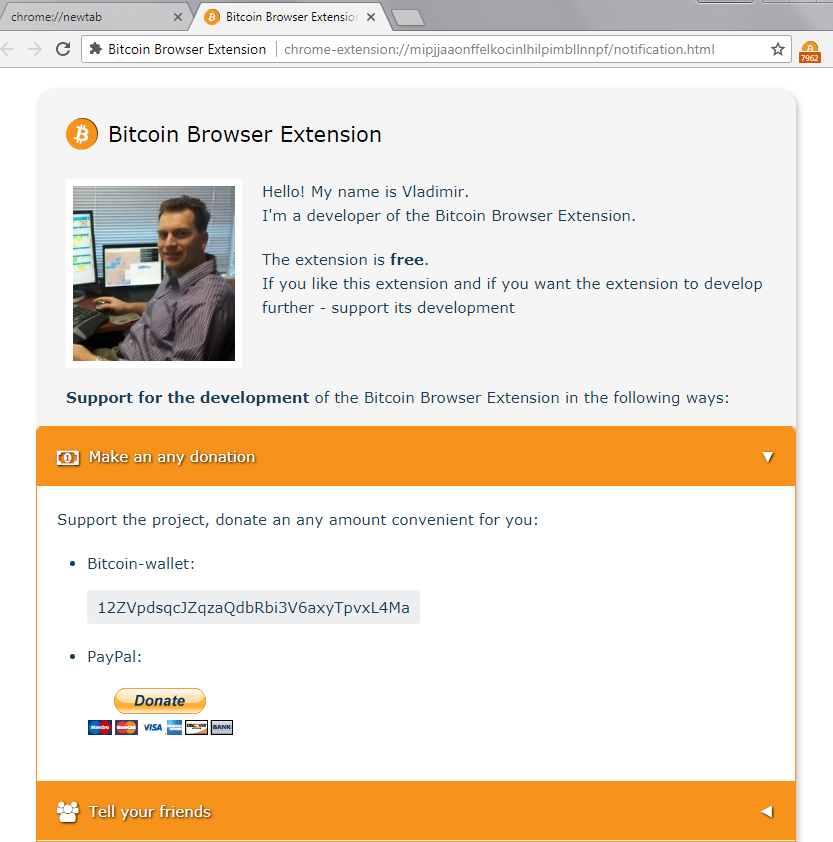 chrome://newtab
Bitcoin Browser Extension
Bitcoin Browser Extension chrome-extension://mipjjaaonffelkocinlhilpimbllnnpf/notification.html
7962
Bitcoin Browser Extension
Hello! My name is Vladimir.
I'm a developer of the Bitcoin Browser Extension.
The extension is free.
If you like this extension and if you want the extension to develop
further - support its development
Support for the development of the Bitcoin Browser Extension in the following ways:
Make an any donation
Support the project, donate an any amount convenient for you:
• Bitcoin-wallet:
12ZVpdsqcJZqzaQdbRbi3V6axyTpvxL4Ma
• PayPal:
Donate
Maestro MasterCard VISA DISCOVER BANK
Tell your friends